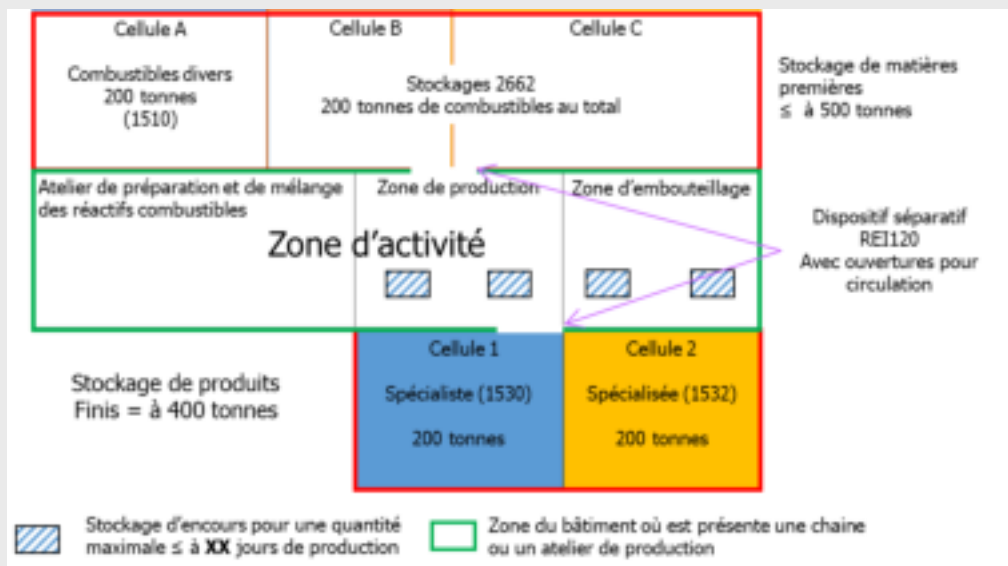 Cellule A
Combustibles divers
200 tonnes
(1510)
Cellule B
Cellule C
Stockages 2662
200 tonnes de combustibles au total
Stockage de matières
premières
≤ à 500 tonnes
Atelier de préparation et de mélange
des réactifs combustibles
Zone de production
Zone d'embouteillage
Zone d'activité
Dispositif séparatif
REI120
Avec ouvertures pour
circulation
Stockage de produits
Finis = à 400 tonnes
Cellule 1
Spécialiste (1530)
200 tonnes
Cellule 2
Spécialisée (1532)
200 tonnes
Stockage d'encours pour une quantité
maximale ≤ à XX jours de production
Zone du bâtiment où est présente une chaine
ou un atelier de production